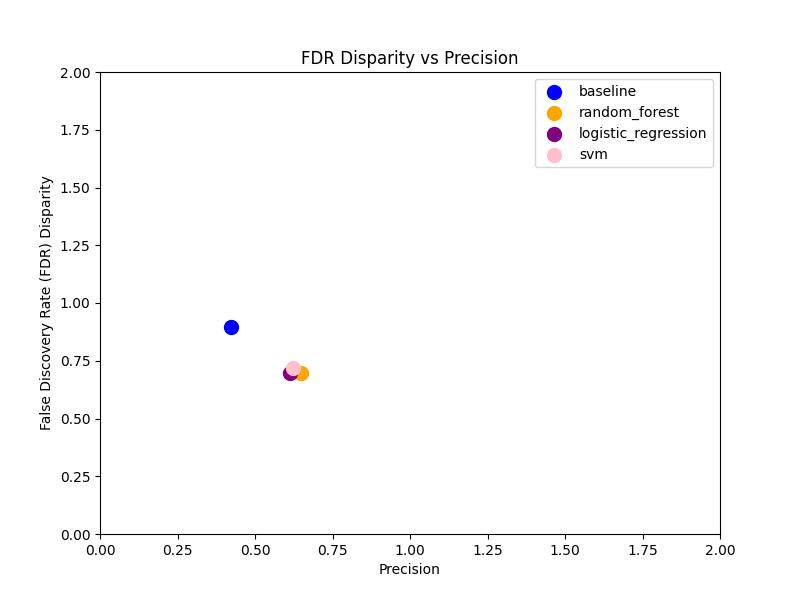 FDR Disparity vs Precision
baseline
random_forest
logistic_regression
svm
False Discovery Rate (FDR) Disparity
2.00
1.75
1.50
1.25
1.00
0.75
0.50
0.25
0.00
0.00 0.25 0.50 0.75 1.00 1.25 1.50 1.75 2.00
Precision